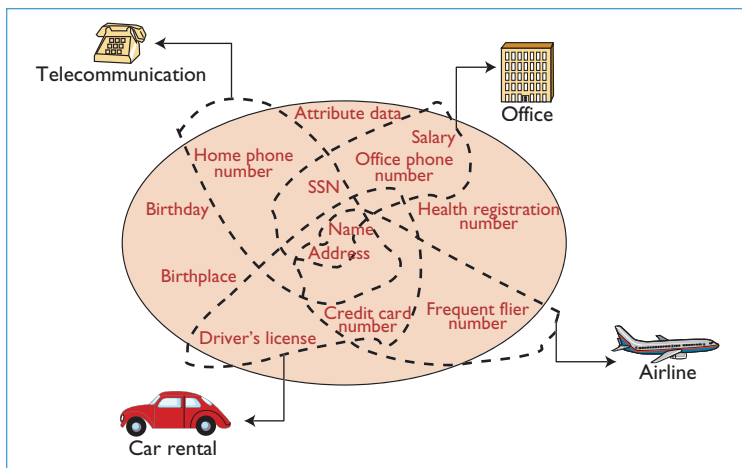 Telecommunication
Office
Attribute data
Salary
Home phone
number
Office phone
number
SSN
Birthday
Health registration
number
Name
Address
Birthplace
Credit card
number
Frequent flier
number
Driver's license
Airline
Car rental